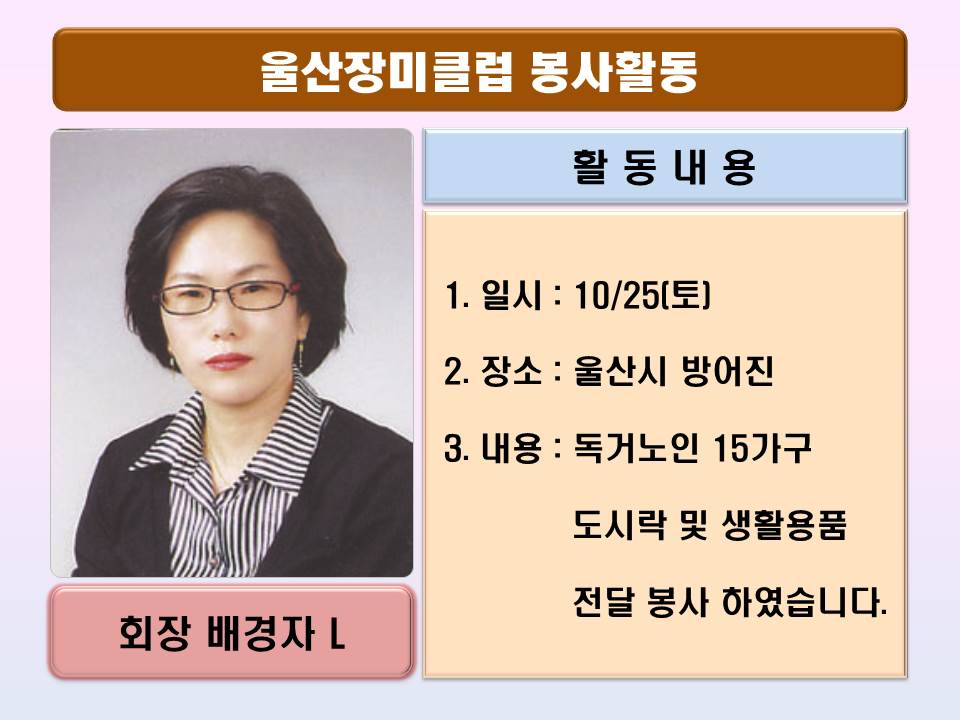 울산장미클럽 봉사활동
활 동 내 용
1. 일시 : 10/25(토)
2. 장소 : 울산시 방어진
3. 내용 : 독거노인 15가구
도시락 및 생활용품
전달 봉사 하였습니다.
회장 배경자 L